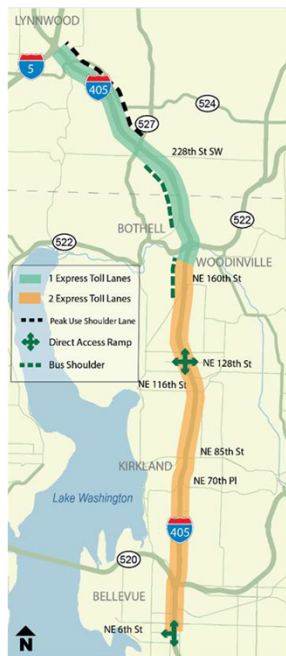 LYNNWOOD
5
405
524
527
228th St SW
BOTHELL
522
522
WOODINVILLE
1 Express Toll Lanes
NE 160th St
2 Express Toll Lanes
Peak Use Shoulder Lane
Direct Access Ramp
NE 128th St
Bus Shoulder
NE 116th St
NE 85th St
KIRKLAND
NE 70th Pl
Lake Washington
405
520
BELLEVUE
NE 6th St
N